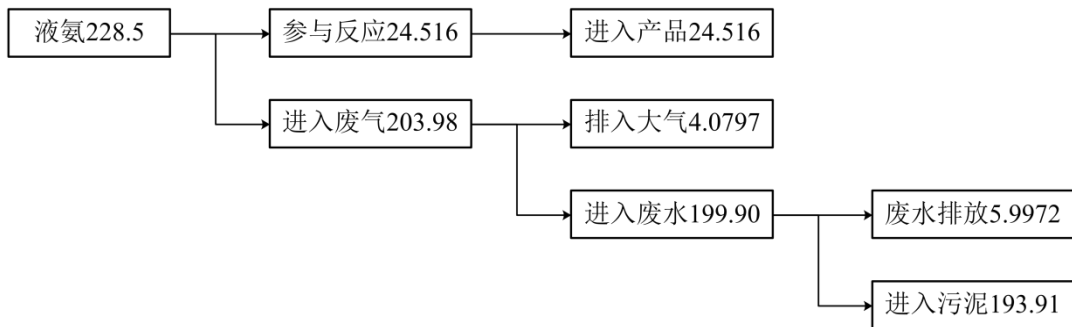 液氨228.5
参与反应24.516
进入产品24.516
进入废气203.98
排入大气4.0797
进入废水199.90
废水排放5.9972
进入污泥193.91